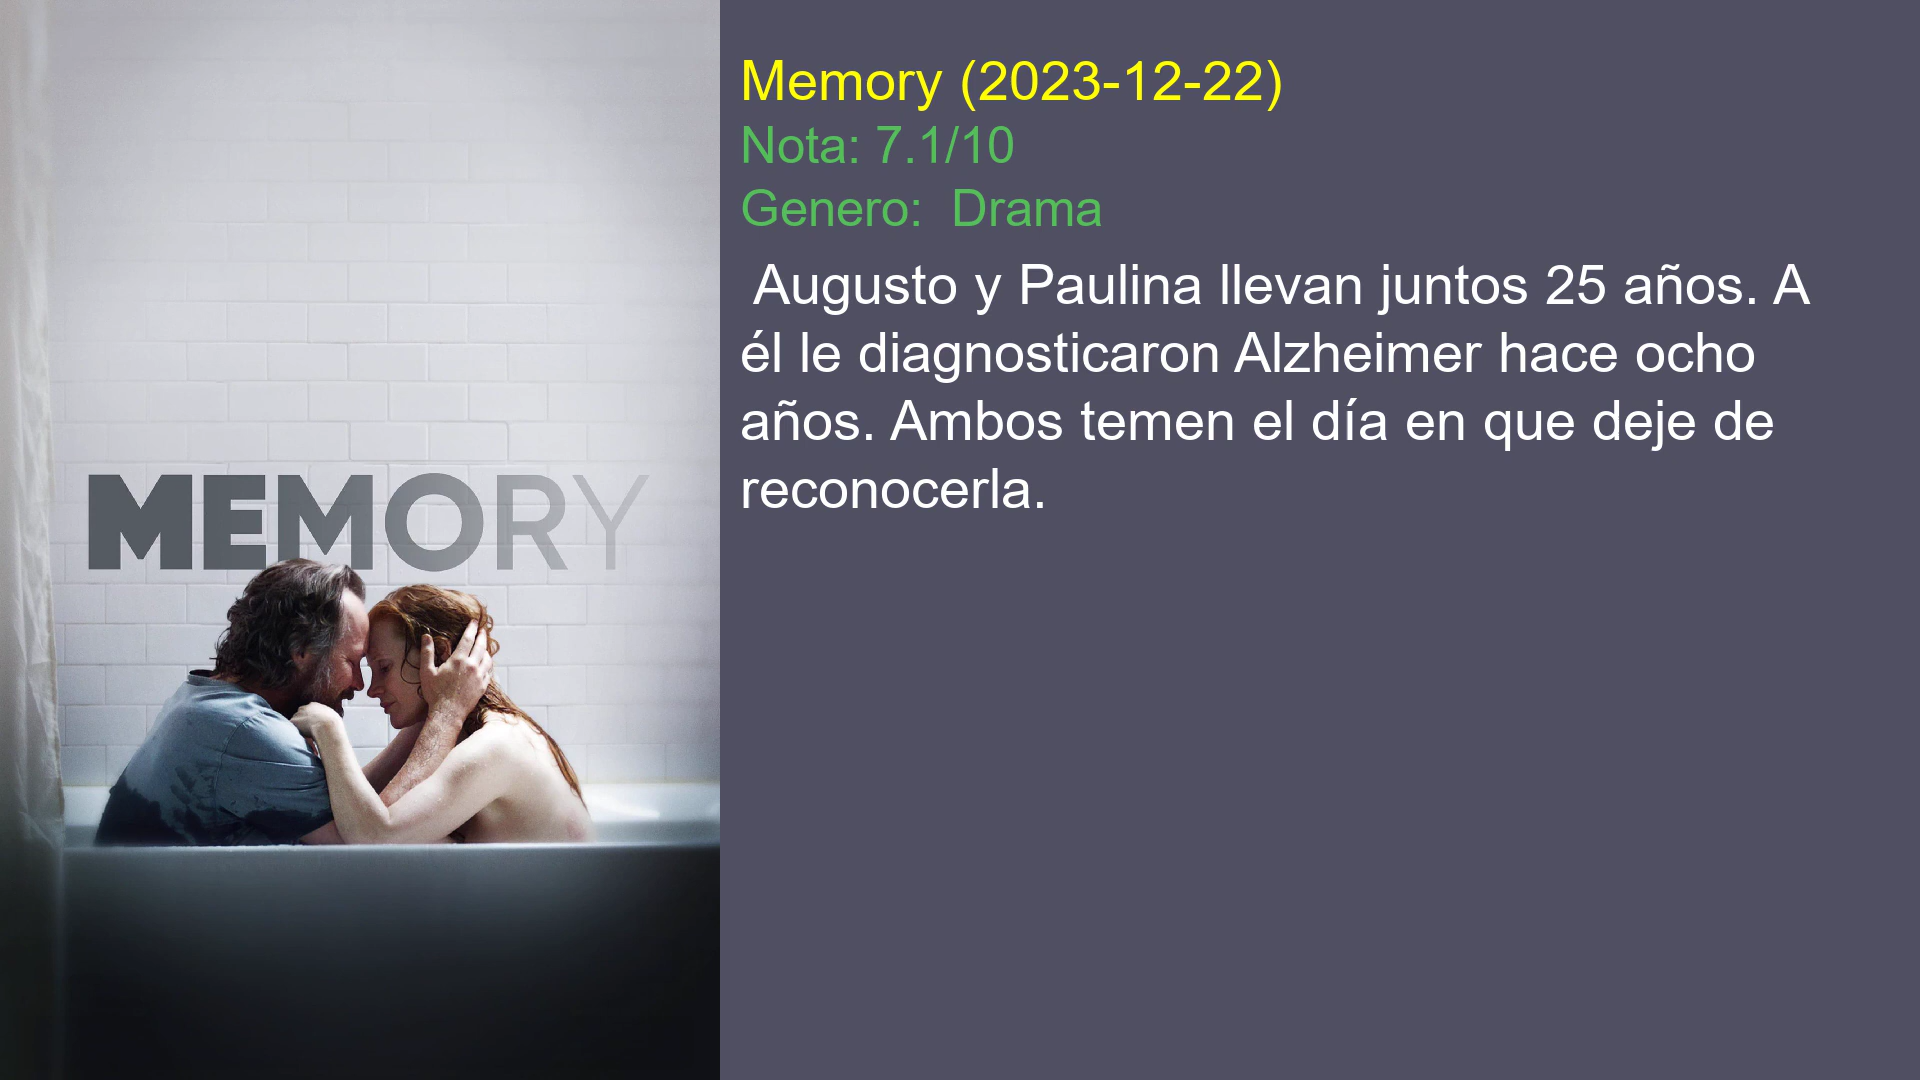 MEMORY
Memory (2023-12-22)
Nota: 7.1/10
Genero:  Drama
Augusto y Paulina llevan juntos 25 años. A
él le diagnosticaron Alzheimer hace ocho
años. Ambos temen el día en que deje de
reconocerla.